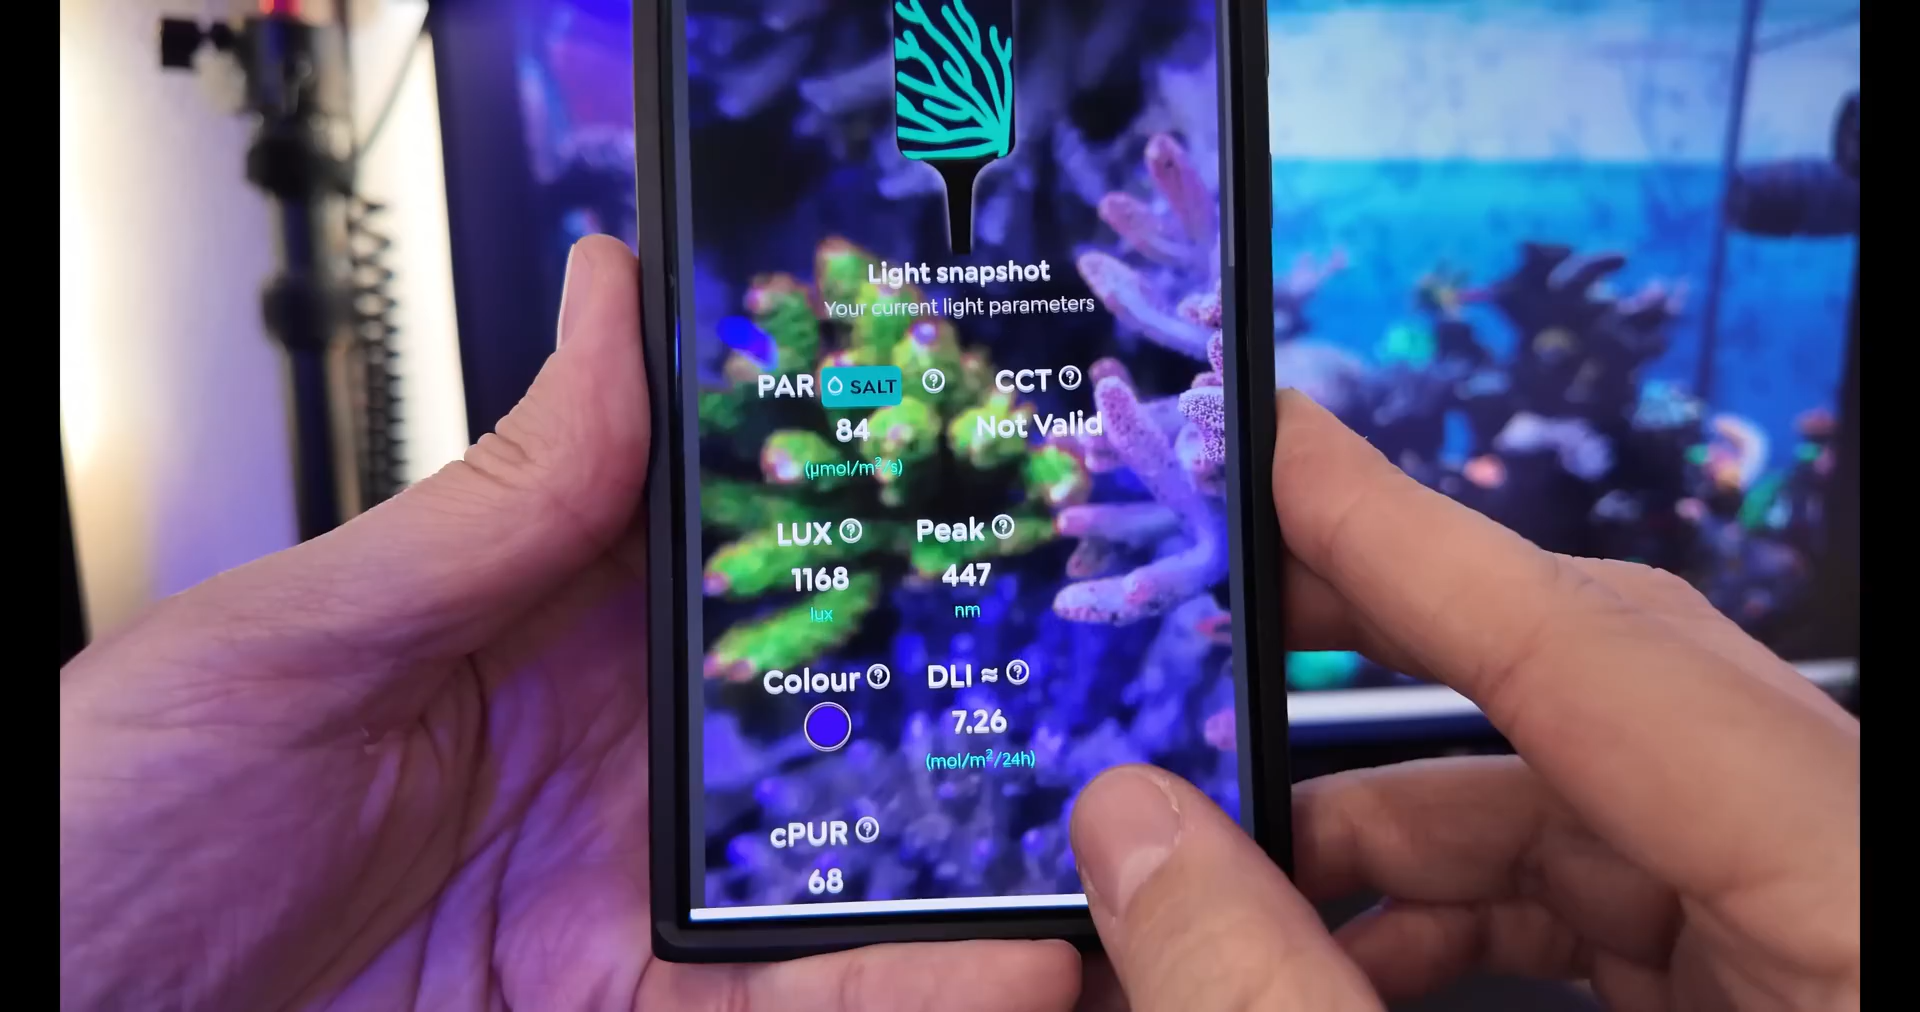 Light snapshot
Your current light parameters
PAR SALT
84
(μmol/m²/s)
CCT
Not Valid
LUX
1168
lux
Peak
447
nm
Colour
DLI ≈
7.26
(mol/m²/24h)
cPUR
68